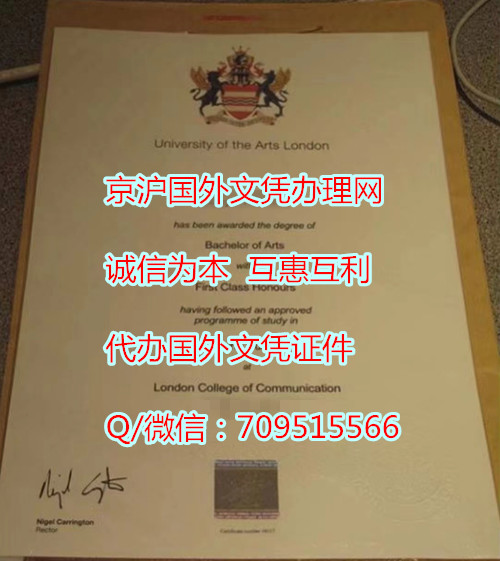 University of the Arts London
京沪国外文凭办理网
has been awarded the degree of
Bachelor of Arts
with
诚信为本 互惠互利
First Class Honours
having followed an approved
programme of study in
代办国外文凭证件
at
London College of Communication
Q/微信：709515566
Nigel Carrington
Rector
Certificate number